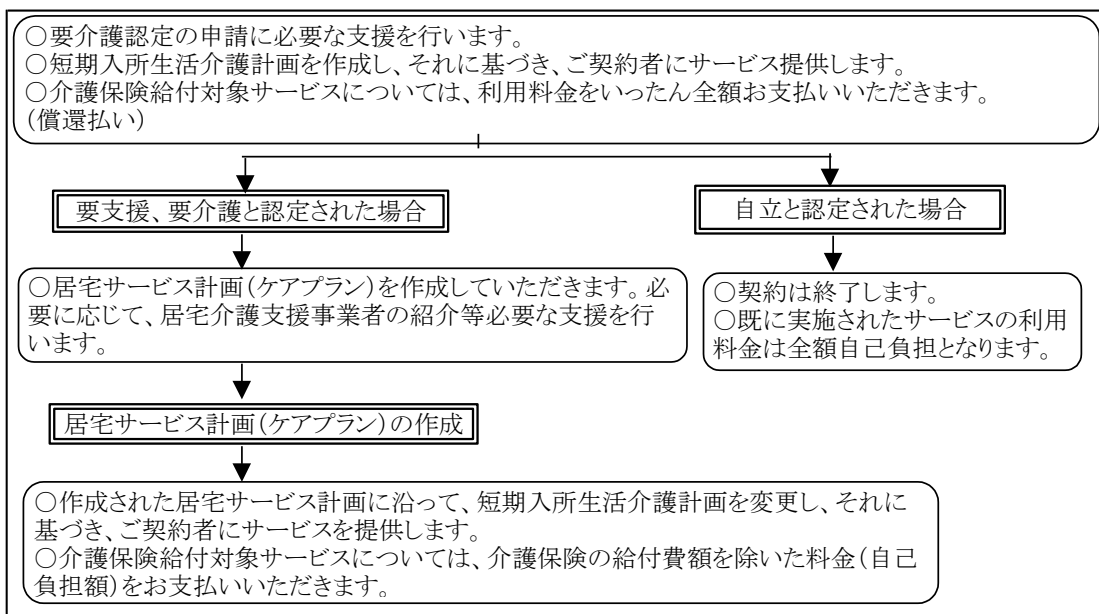 ○要介護認定の申請に必要な支援を行います。
○短期入所生活介護計画を作成し、それに基づき、ご契約者にサービス提供します。
○介護保険給付対象サービスについては、利用料金をいったん全額お支払いいただきます。
(償還払い)
要支援、要介護と認定された場合
自立と認定された場合
○居宅サービス計画(ケアプラン)を作成していただきます。必
要に応じて、居宅介護支援事業者の紹介等必要な支援を行
います。
○契約は終了します。
○既に実施されたサービスの利用
料金は全額自己負担となります。
居宅サービス計画(ケアプラン)の作成
○作成された居宅サービス計画に沿って、短期入所生活介護計画を変更し、それに
基づき、ご契約者にサービスを提供します。
○介護保険給付対象サービスについては、介護保険の給付費額を除いた料金(自己
負担額)をお支払いいただきます。